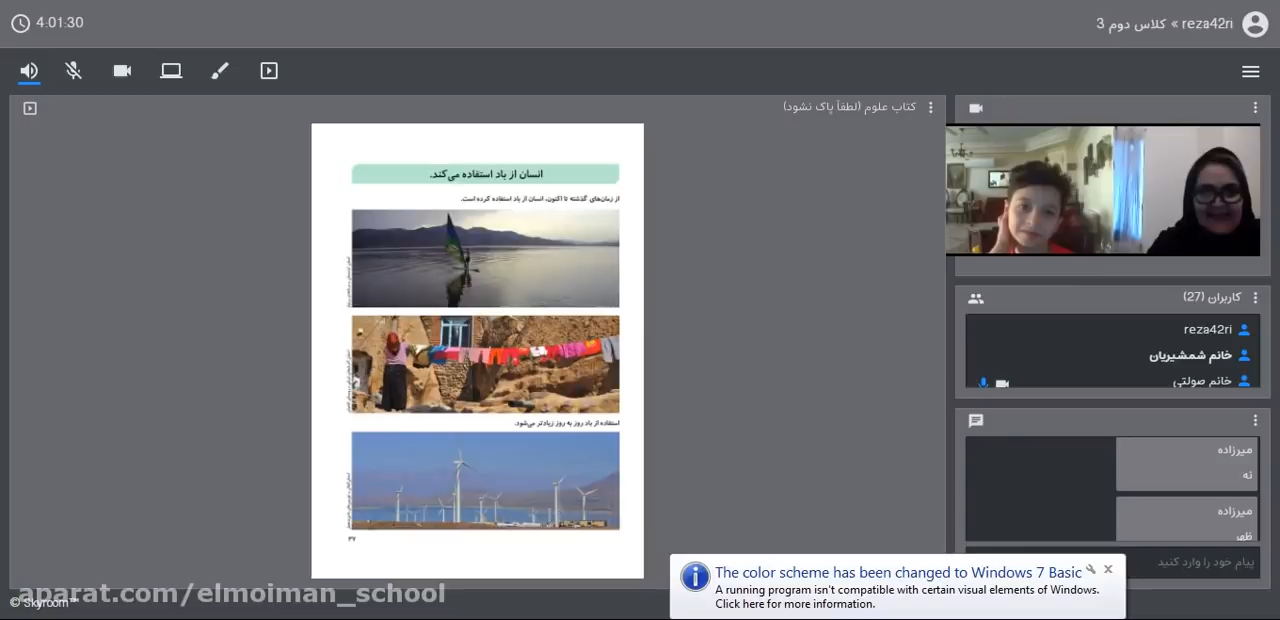 4:01:30
reza42ri » کلاس دوم 3
کتاب علوم (لطفاً پاک نشود)
انسان از باد استفاده می‌کند.
از زمان‌های گذشته تا اکنون، انسان از باد استفاده کرده است.
استفاده از باد روز به روز زیادتر می‌شود.
۳۷
کاربران (27)
reza42ri
خانم شمشیریان
خانم صولتی
میرزاده
نه
میرزاده
ظهر
پیام خود را وارد کنید
The color scheme has been changed to Windows 7 Basic
A running program isn't compatible with certain visual elements of Windows.
Click here for more information.
aparat.com/elmoiman_school
© Skyroom™